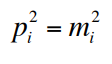 p_i^2 = m_i^2